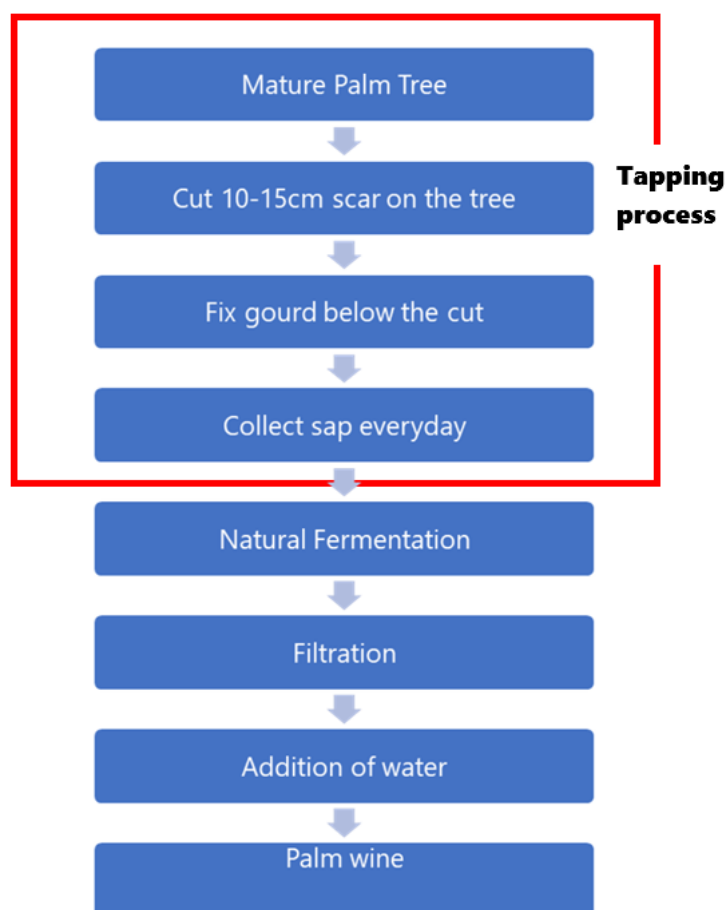 Mature Palm Tree
Cut 10-15cm scar on the tree
Tapping
process
Fix gourd below the cut
Collect sap everyday
Natural Fermentation
Filtration
Addition of water
Palm wine